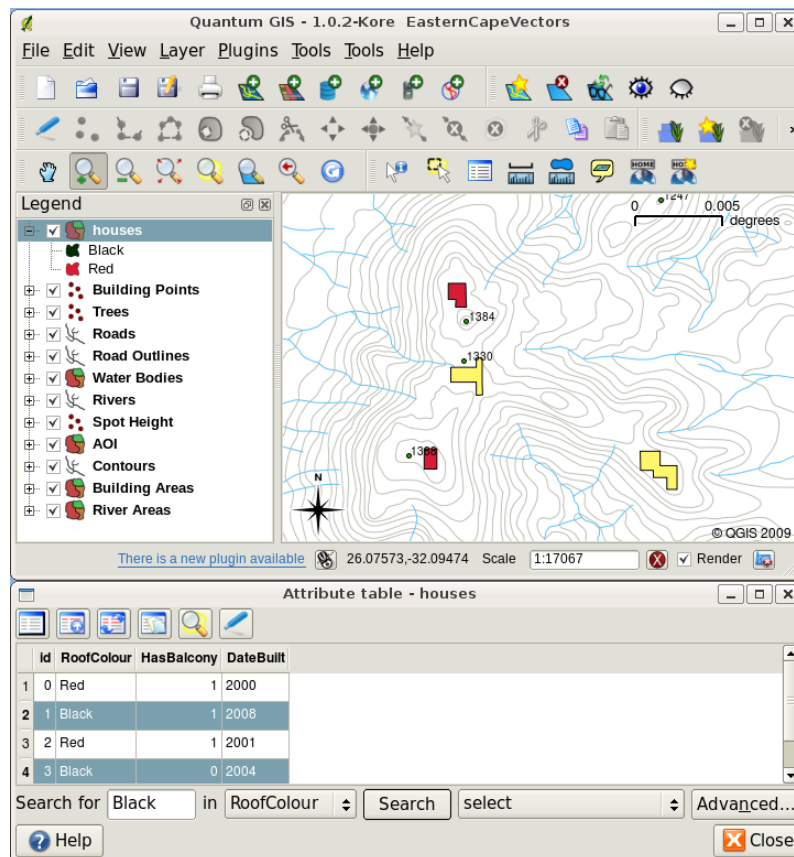 Quantum GIS - 1.0.2-Kore EasternCapeVectors
File Edit View Layer Plugins Tools Tools Help
HOME
Legend
houses
Black
Red
Building Points
Trees
Roads
Road Outlines
Water Bodies
Rivers
Spot Height
AOI
Contours
Building Areas
River Areas
1247
0 0.005
degrees
1384
1330
N
© QGIS 2009
There is a new plugin available 26.07573,-32.09474 Scale 1:17067 Render
Attribute table - houses
id RoofColour HasBalcony DateBuilt
1 0 Red 1 2000
2 1 Black 1 2008
3 2 Red 1 2001
4 3 Black 0 2004
Search for Black in RoofColour Search select Advanced...
Help Close